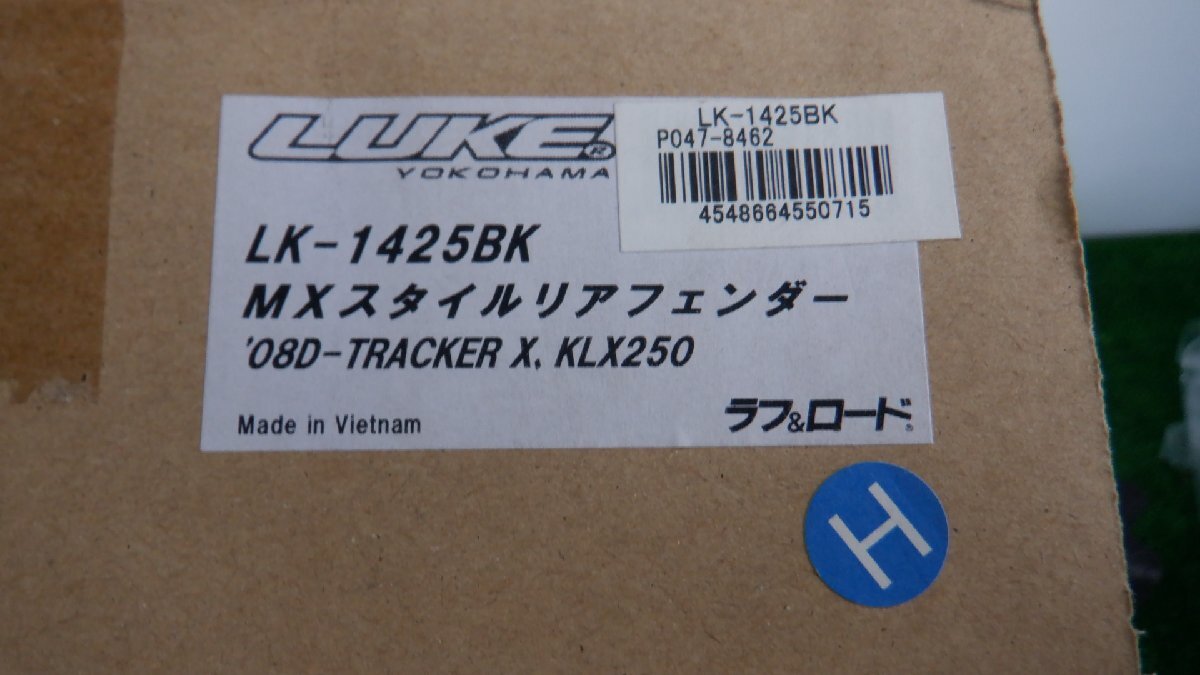 LUKE®
YOKOHAMA
LK-1425BK
P047-8462
4548664550715
LK-1425BK
MXスタイルリアフェンダー
'08D-TRACKER X, KLX250
Made in Vietnam
ラフ&ロード®
H